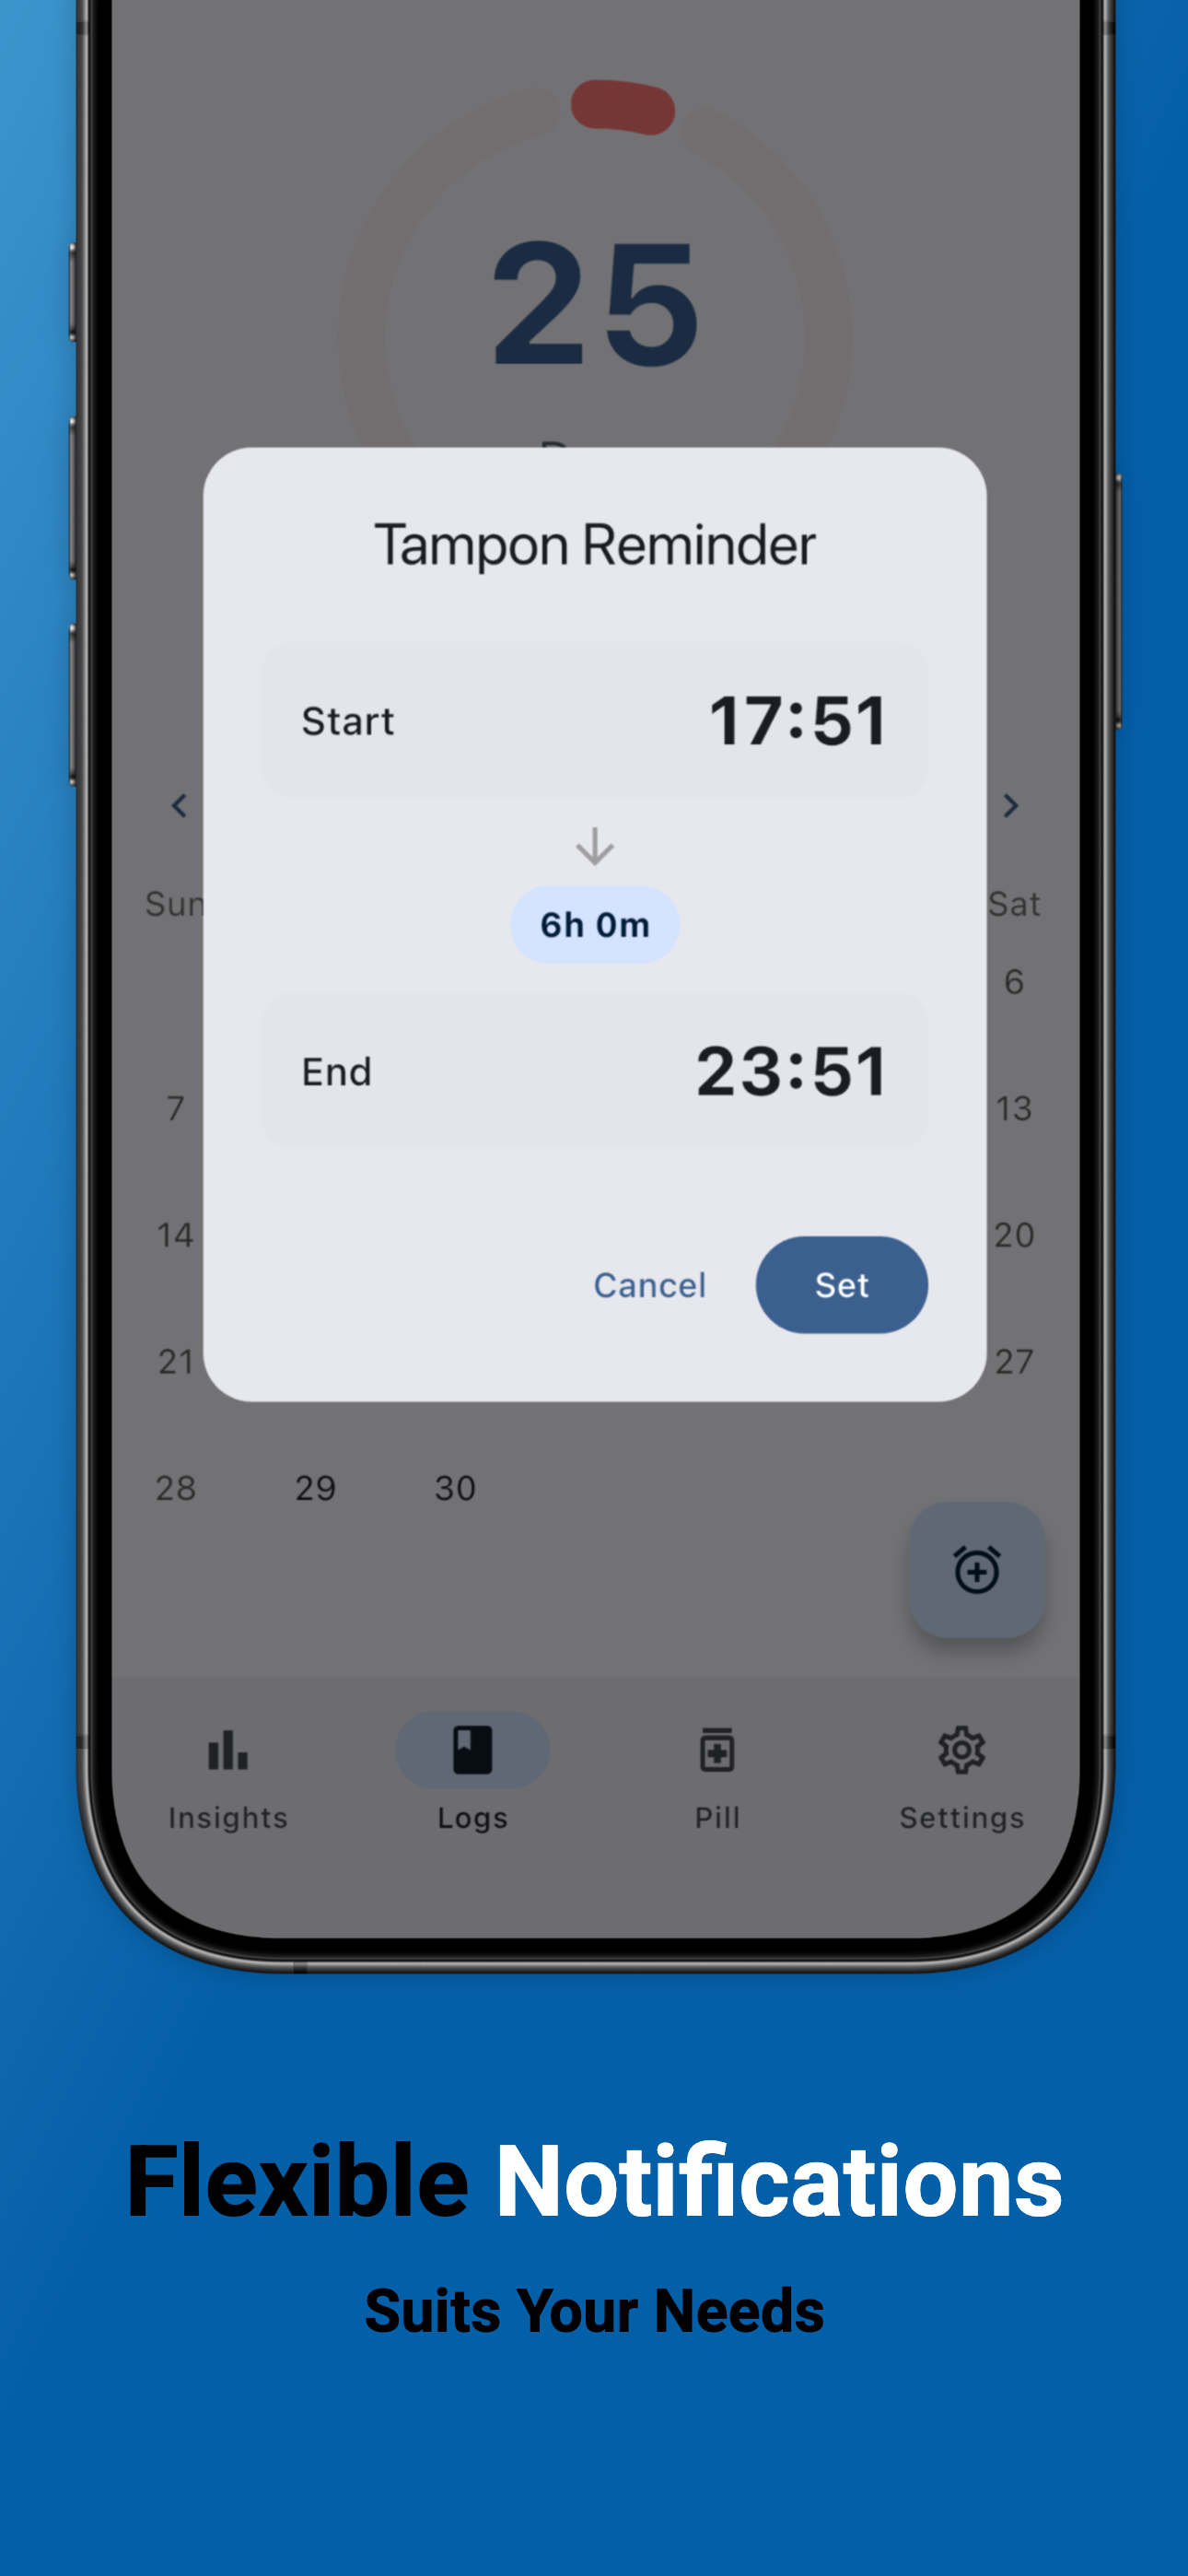 25
Tampon Reminder
Start 17:51
Sun Sat
6h 0m
6
End 23:51
7 13
14 20
Cancel Set
21 27
28 29 30
Insights Logs Pill Settings
Flexible Notifications
Suits Your Needs